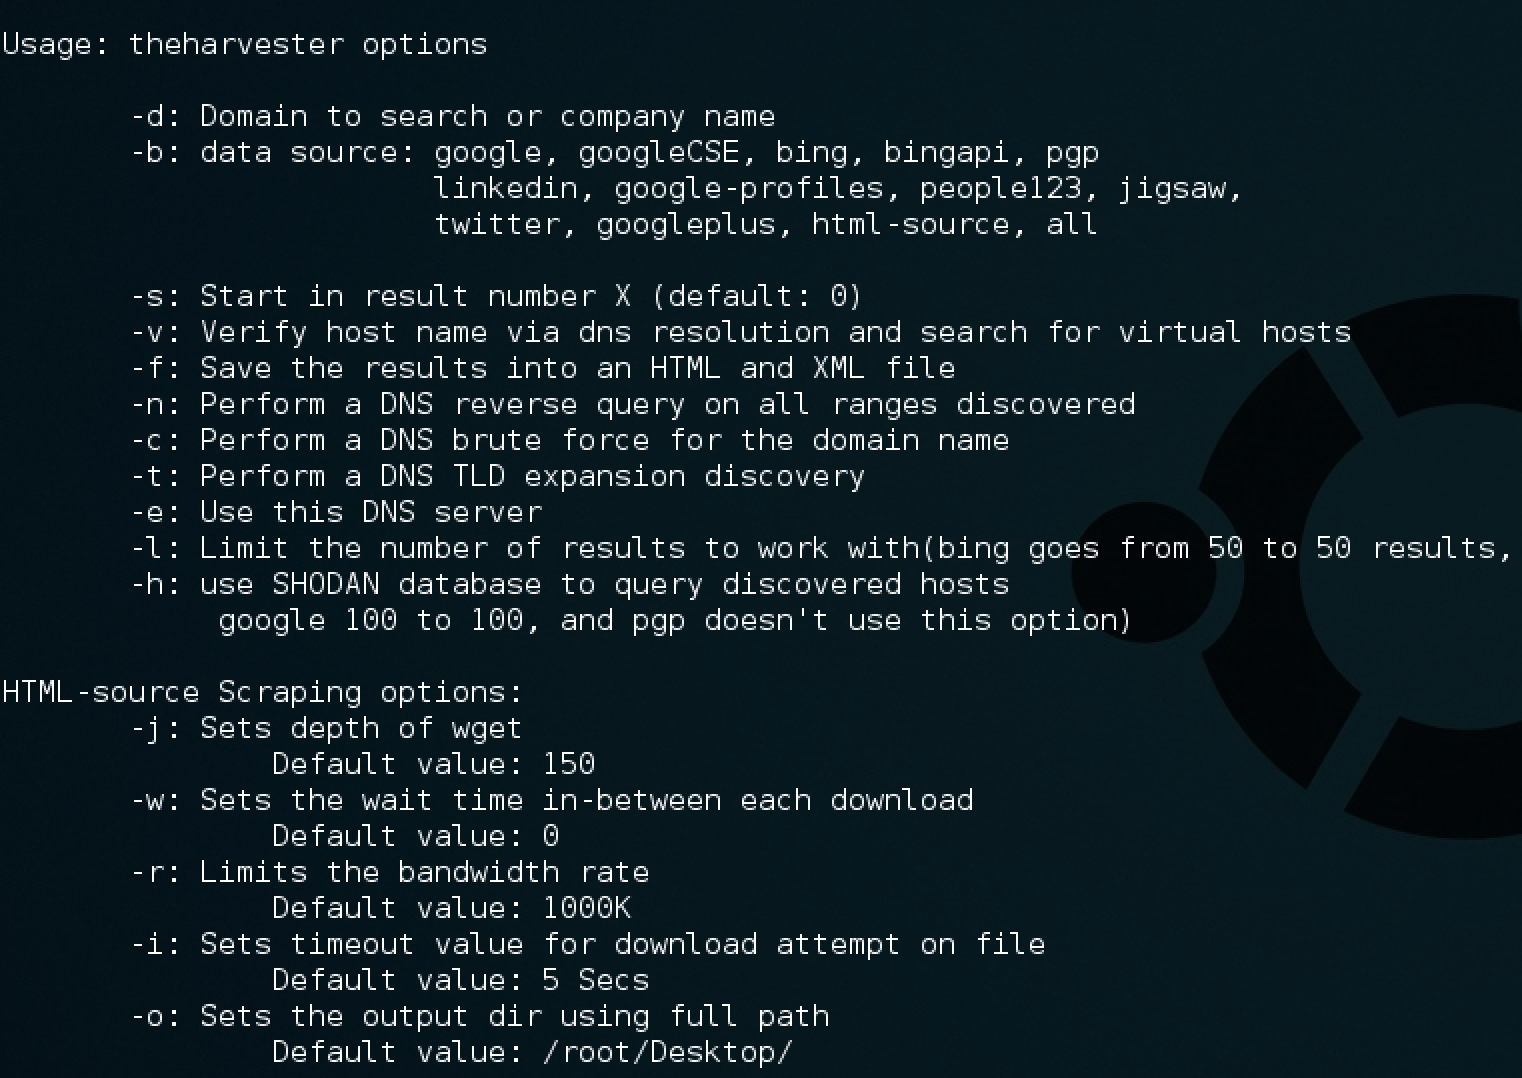 Usage: theharvester options
-d: Domain to search or company name
-b: data source: google, googleCSE, bing, bingapi, pgp
linkedin, google-profiles, people123, jigsaw,
twitter, googleplus, html-source, all
-s: Start in result number X (default: 0)
-v: Verify host name via dns resolution and search for virtual hosts
-f: Save the results into an HTML and XML file
-n: Perform a DNS reverse query on all ranges discovered
-c: Perform a DNS brute force for the domain name
-t: Perform a DNS TLD expansion discovery
-e: Use this DNS server
-l: Limit the number of results to work with(bing goes from 50 to 50 results,
-h: use SHODAN database to query discovered hosts
google 100 to 100, and pgp doesn't use this option)
HTML-source Scraping options:
-j: Sets depth of wget
Default value: 150
-w: Sets the wait time in-between each download
Default value: 0
-r: Limits the bandwidth rate
Default value: 1000K
-i: Sets timeout value for download attempt on file
Default value: 5 Secs
-o: Sets the output dir using full path
Default value: /root/Desktop/